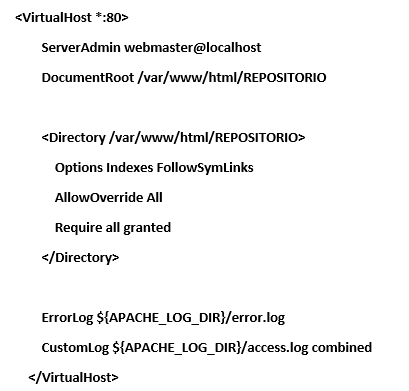 <VirtualHost *:80>
ServerAdmin webmaster@localhost
DocumentRoot /var/www/html/REPOSITORIO
<Directory /var/www/html/REPOSITORIO>
Options Indexes FollowSymLinks
AllowOverride All
Require all granted
</Directory>
ErrorLog ${APACHE_LOG_DIR}/error.log
CustomLog ${APACHE_LOG_DIR}/access.log combined
</VirtualHost>